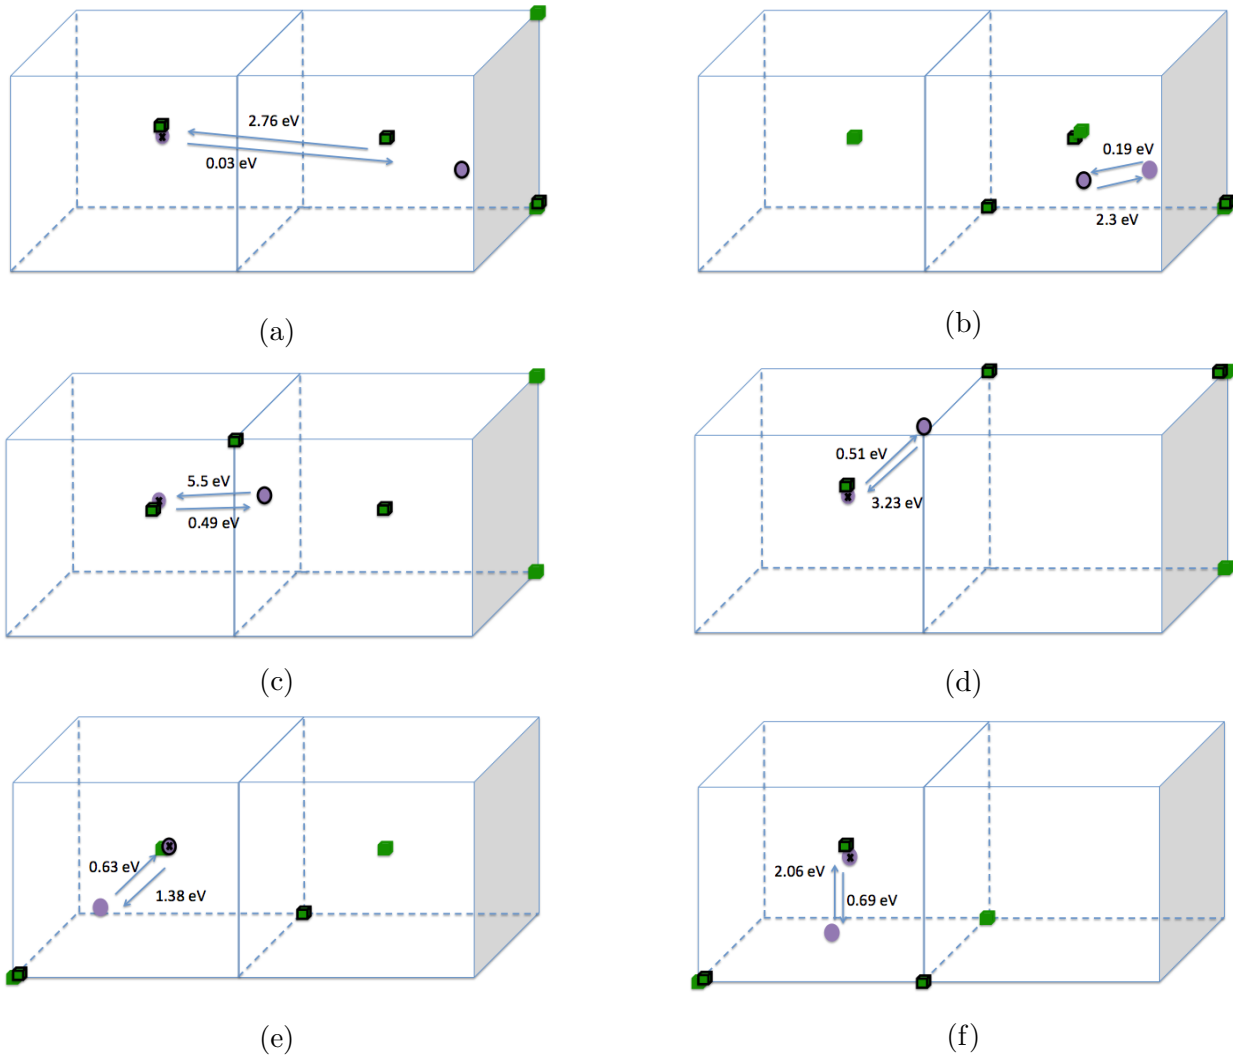 2.76 eV
0.03 eV
(a)
0.19 eV
2.3 eV
(b)
5.5 eV
0.49 eV
(c)
0.51 eV
3.23 eV
(d)
0.63 eV
1.38 eV
(e)
2.06 eV
0.69 eV
(f)